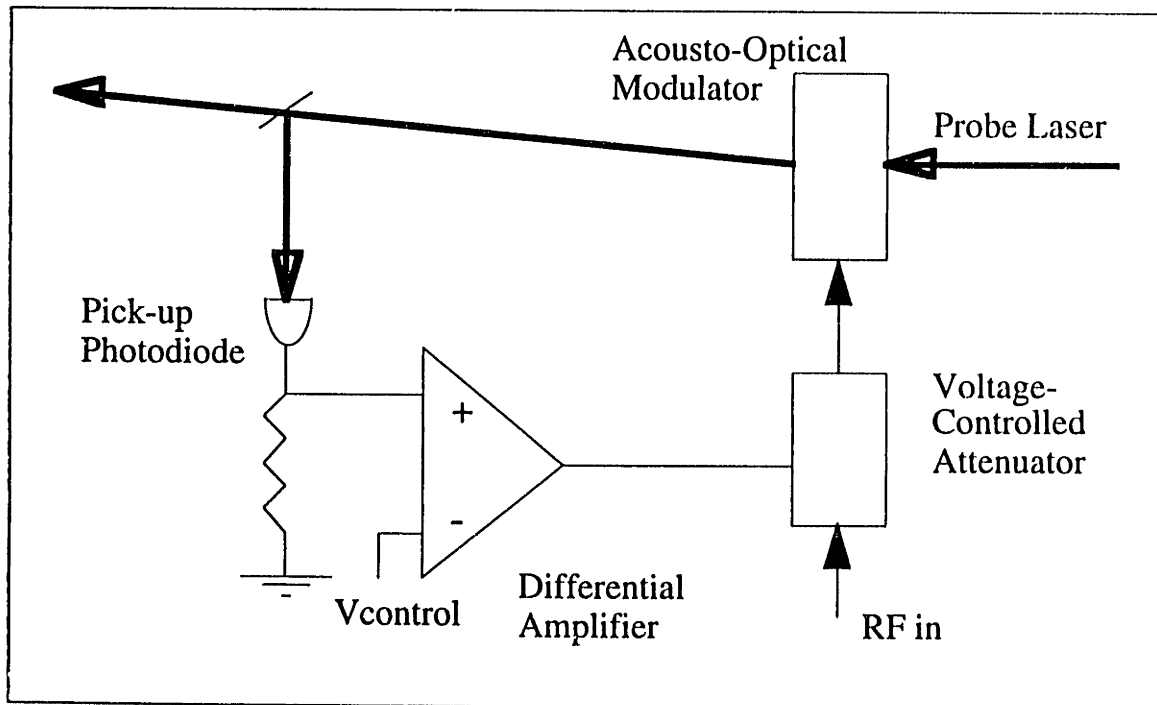 Acousto-Optical
Modulator
Probe Laser
Pick-up
Photodiode
+
-
Voltage-
Controlled
Attenuator
Vcontrol
Differential
Amplifier
RF in